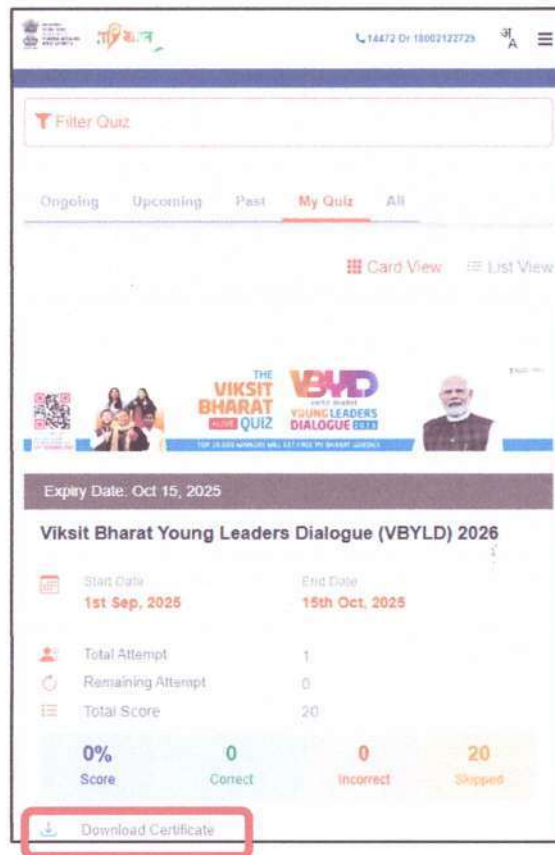 14472 Or 18002122729
अ
A
Filter Quiz
Ongoing Upcoming Past My Quiz All
Card View List View
THE
VIKSIT
BHARAT
QUIZ
VBYLD
YOUNG LEADERS
DIALOGUE 2026
Expiry Date: Oct 15, 2025
Viksit Bharat Young Leaders Dialogue (VBYLD) 2026
Start Date End Date
1st Sep, 2025 15th Oct, 2025
Total Attempt 1
Remaining Attempt 0
Total Score 20
0% 0 0 20
Score Correct Incorrect Skipped
Download Certificate